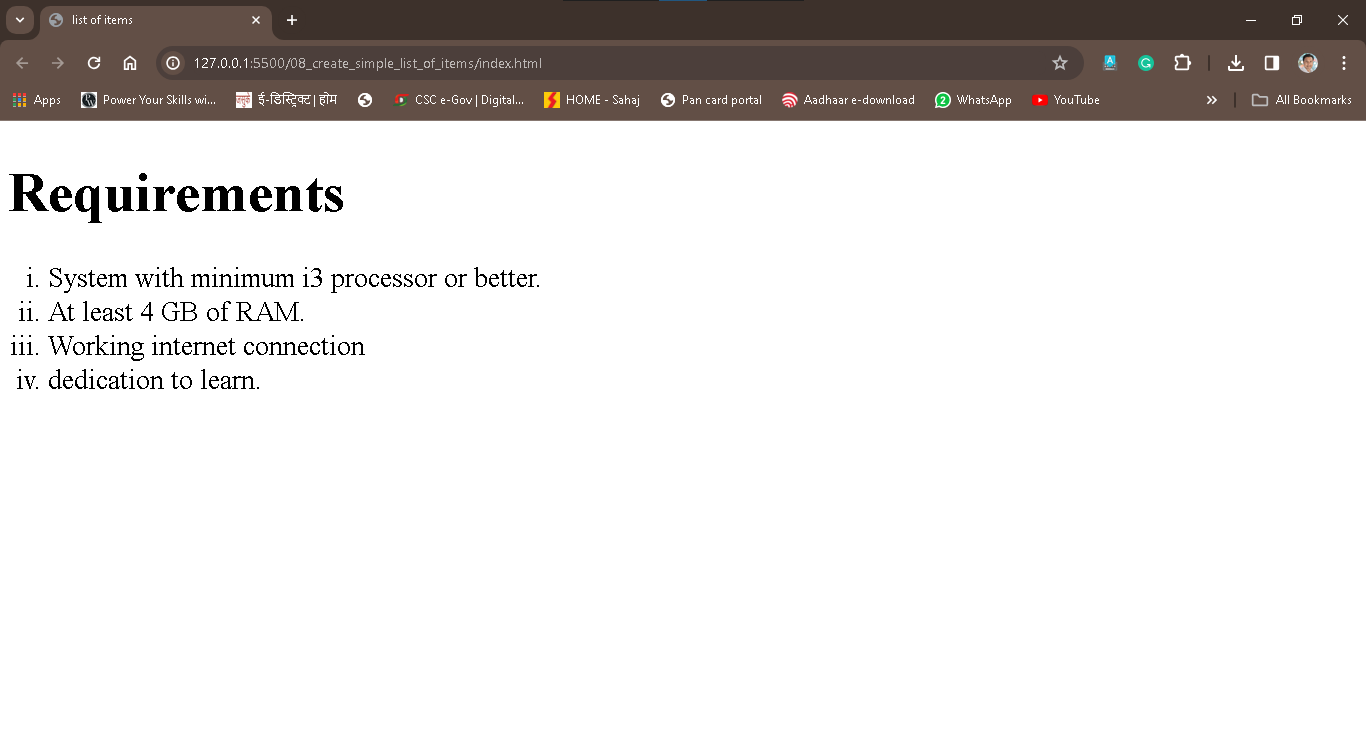 list of items
127.0.0.1:5500/08_create_simple_list_of_items/index.html
Apps Power Your Skills wi... ई-डिस्ट्रिक्ट | होम CSC e-Gov | Digital... HOME - Sahaj Pan card portal Aadhaar e-download 2 WhatsApp YouTube » All Bookmarks
Requirements
i. System with minimum i3 processor or better.
ii. At least 4 GB of RAM.
iii. Working internet connection
iv. dedication to learn.